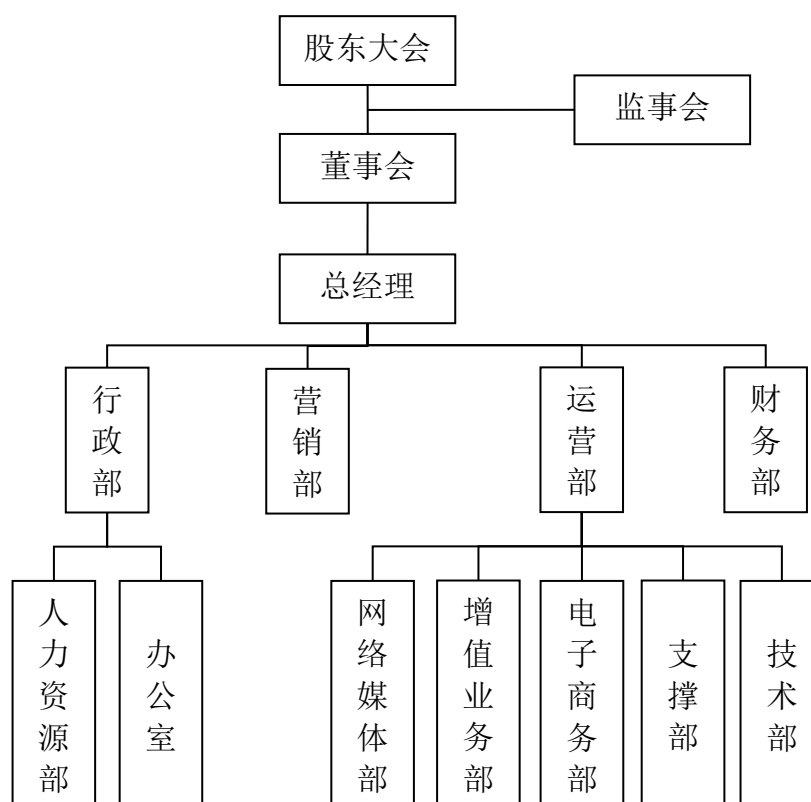 股东大会
监事会
董事会
总经理
行政部
营销部
运营部
财务部
人力资源部
办公室
网络媒体部
增值业务部
电子商务部
支撑部
技术部